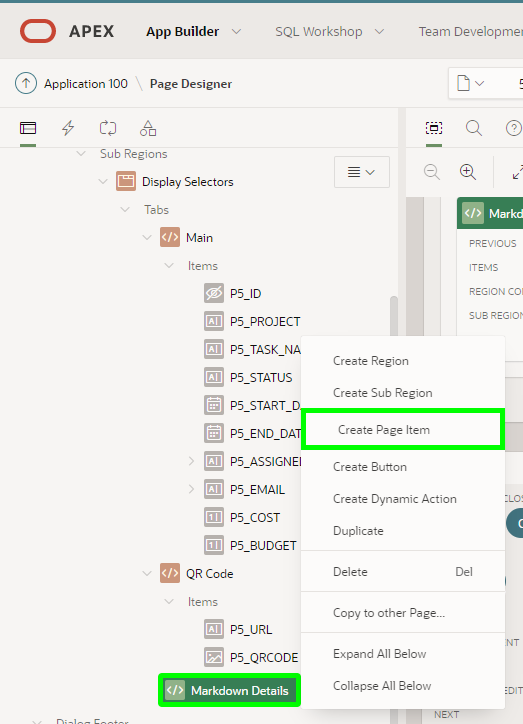 APEX App Builder SQL Workshop Team Developmen
Application 100 \ Page Designer 5
Sub Regions
Display Selectors
Tabs
Main
Items
P5_ID
P5_PROJECT
P5_TASK_NA
P5_STATUS
P5_START_D
P5_END_DAT
P5_ASSIGNE
P5_EMAIL
P5_COST
P5_BUDGET
QR Code
Items
P5_URL
P5_QRCODE
Markdown Details
Dialog Footer
Create Region
Create Sub Region
Create Page Item
Create Button
Create Dynamic Action
Duplicate
Delete Del
Copy to other Page...
Expand All Below
Collapse All Below
Markd
PREVIOUS
ITEMS
REGION CON
SUB REGION
CLOS
ENT
EDIT
NEXT